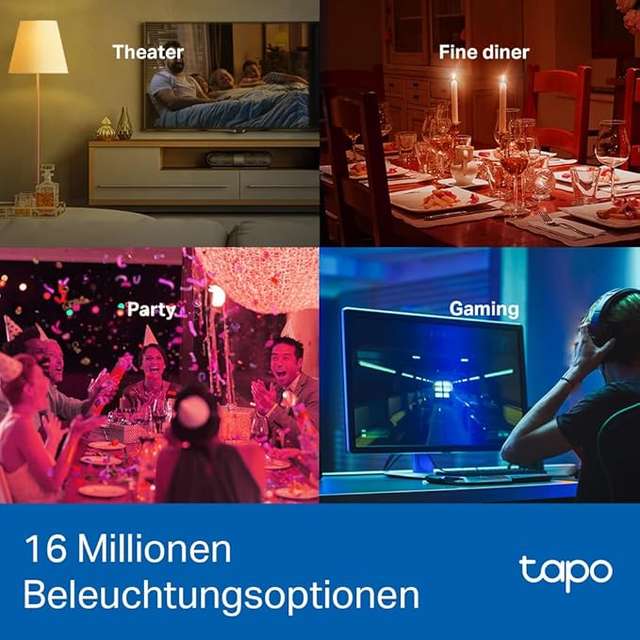 Theater
Fine diner
Party
Gaming
16 Millionen
Beleuchtungsoptionen
tapo